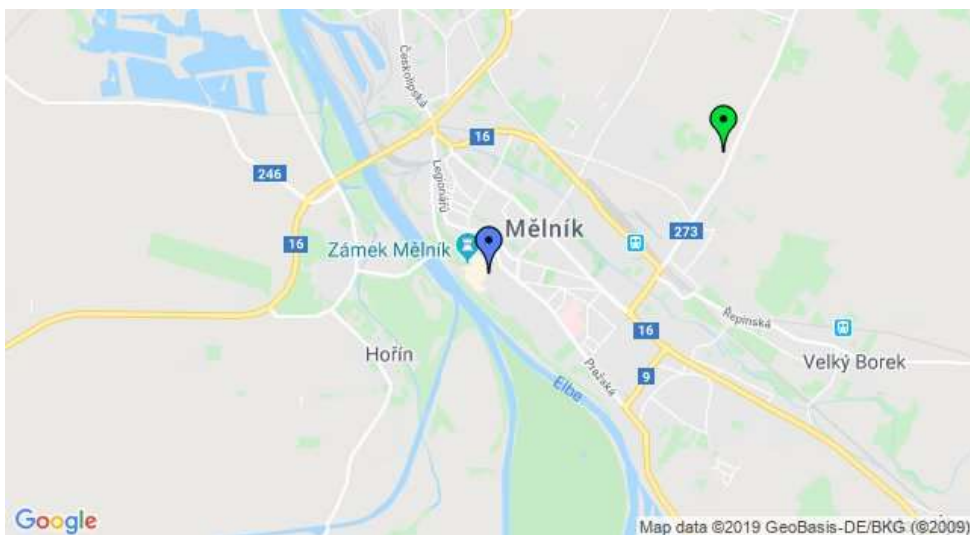 Českolipská
16
Legionářů
246
Mělník
273
Zámek Mělník
16
Řepínská
16
Hořín
Velký Borek
Pražská
9
Elbe
Google
Map data ©2019 GeoBasis-DE/BKG (©2009)